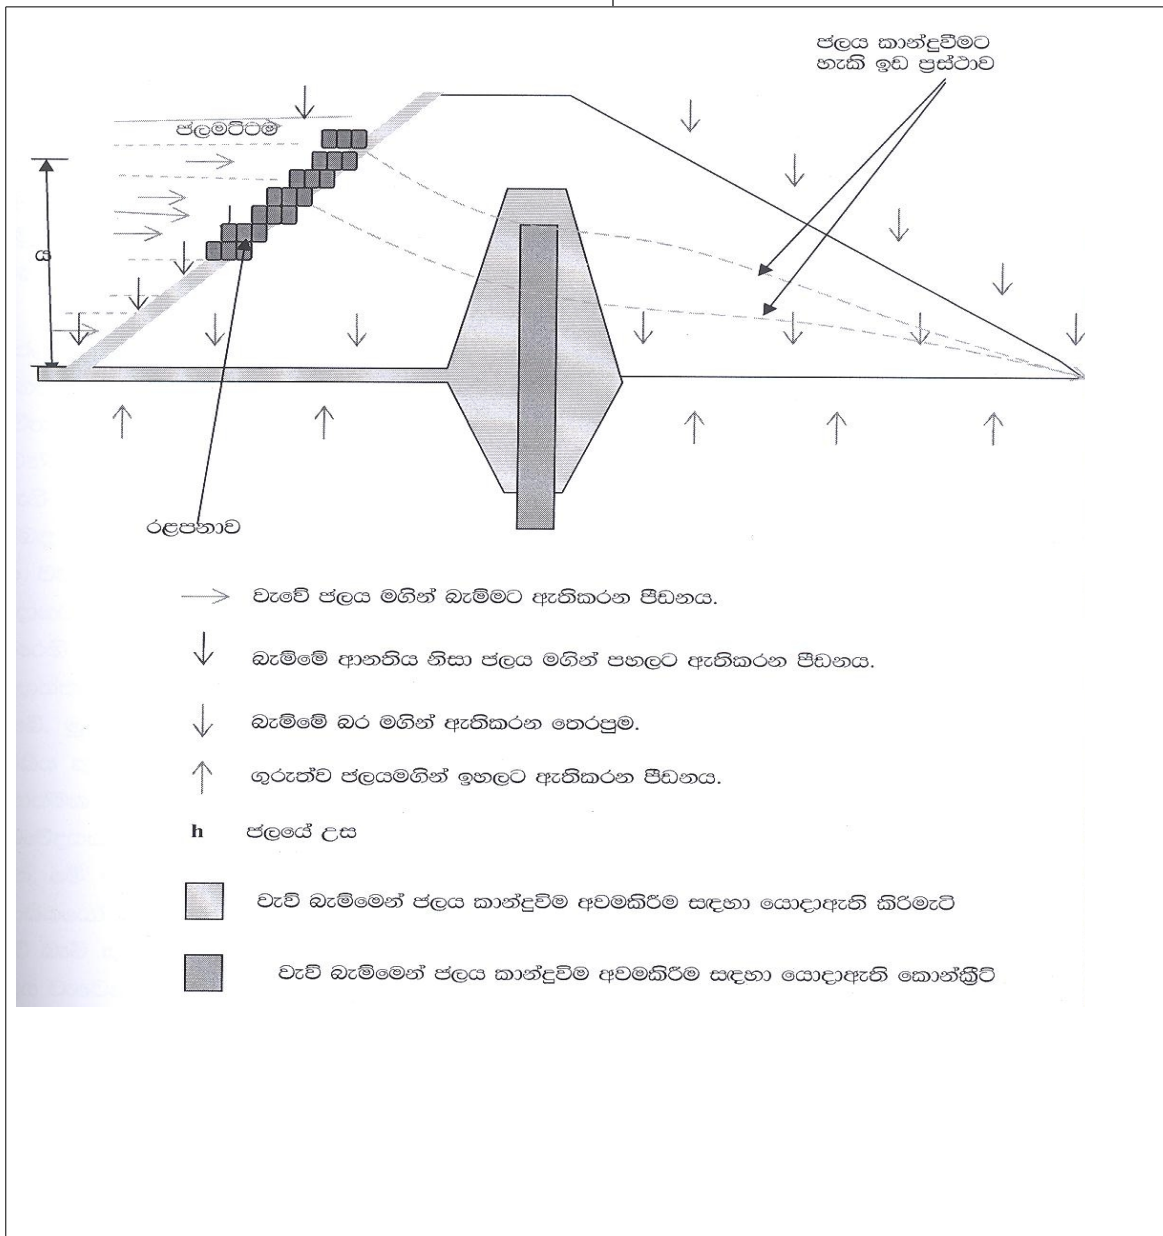 ජලය කාන්දුවීමට
හැකි ඉඩ ප්‍රස්ථාව
ජලමට්ටම
ය
රළපනාව
වැවේ ජලය මගින් බැම්මට ඇතිකරන පීඩනය.
බැම්මේ ආනතිය නිසා ජලය මගින් පහලට ඇතිකරන පීඩනය.
බැම්මේ බර මගින් ඇතිකරන තෙරපුම.
ගුරුත්ව ජලයමගින් ඉහලට ඇතිකරන පීඩනය.
h ජලයේ උස
වැව් බැම්මෙන් ජලය කාන්දුවිම අවමකිරීම සඳහා යොදාඇති කිරිමැටි
වැව් බැම්මෙන් ජලය කාන්දුවිම අවමකිරීම සඳහා යොදාඇති කොන්ක්‍රීට්